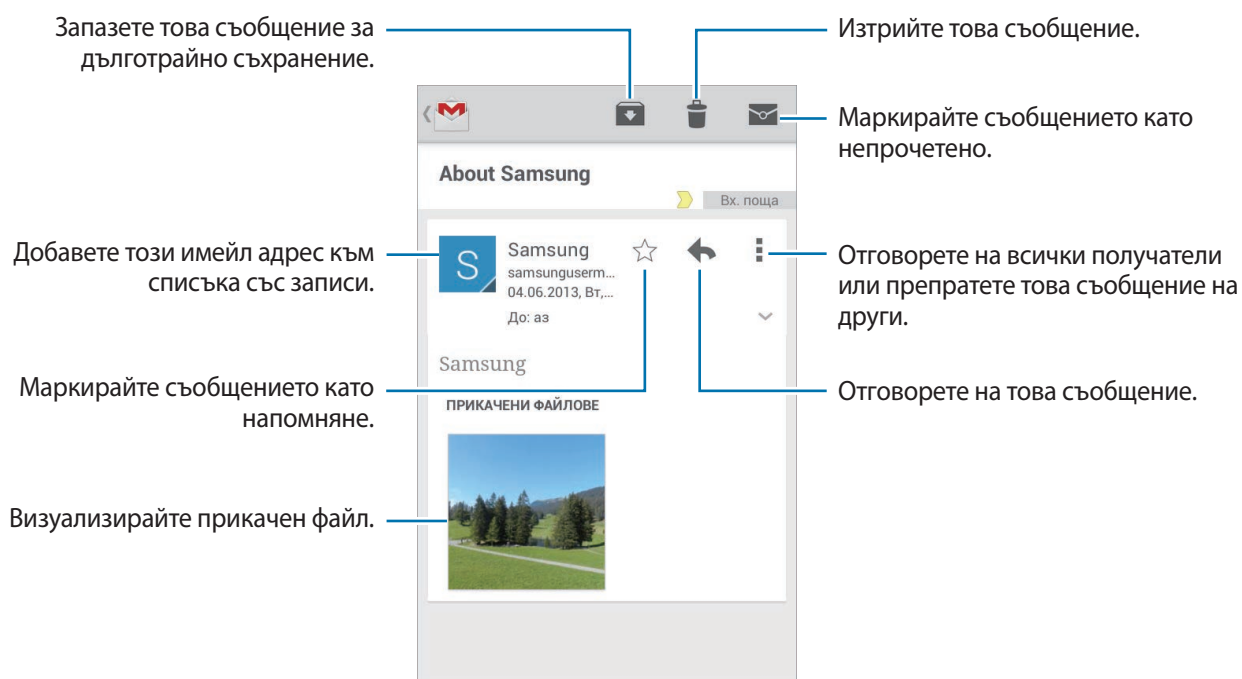 Запазете това съобщение за
дълготрайно съхранение.
Изтрийте това съобщение.
Маркирайте съобщението като
непрочетено.
About Samsung
Вх. поща
Добавете този имейл адрес към
списъка със записи.
S
Samsung
samsunguserm...
04.06.2013, Вт,...
До: аз
Отговорете на всички получатели
или препратете това съобщение на
други.
Samsung
Маркирайте съобщението като
напомняне.
Отговорете на това съобщение.
ПРИКАЧЕНИ ФАЙЛОВЕ
Визуализирайте прикачен файл.